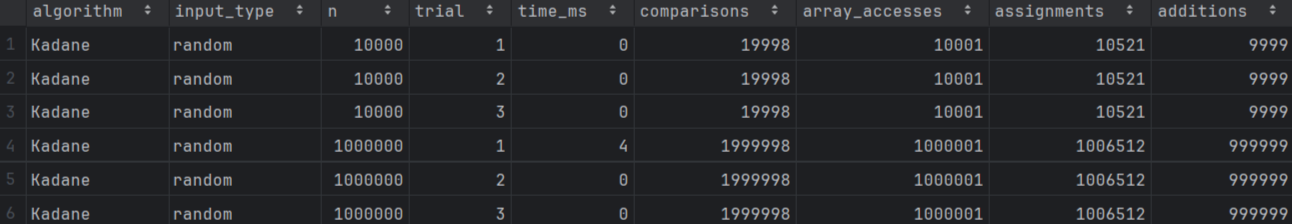 algorithm input_type n trial time_ms comparisons array_accesses assignments additions
1 Kadane random 10000 1 0 19998 10001 10521 9999
2 Kadane random 10000 2 0 19998 10001 10521 9999
3 Kadane random 10000 3 0 19998 10001 10521 9999
4 Kadane random 1000000 1 4 1999998 1000001 1006512 999999
5 Kadane random 1000000 2 0 1999998 1000001 1006512 999999
6 Kadane random 1000000 3 0 1999998 1000001 1006512 999999